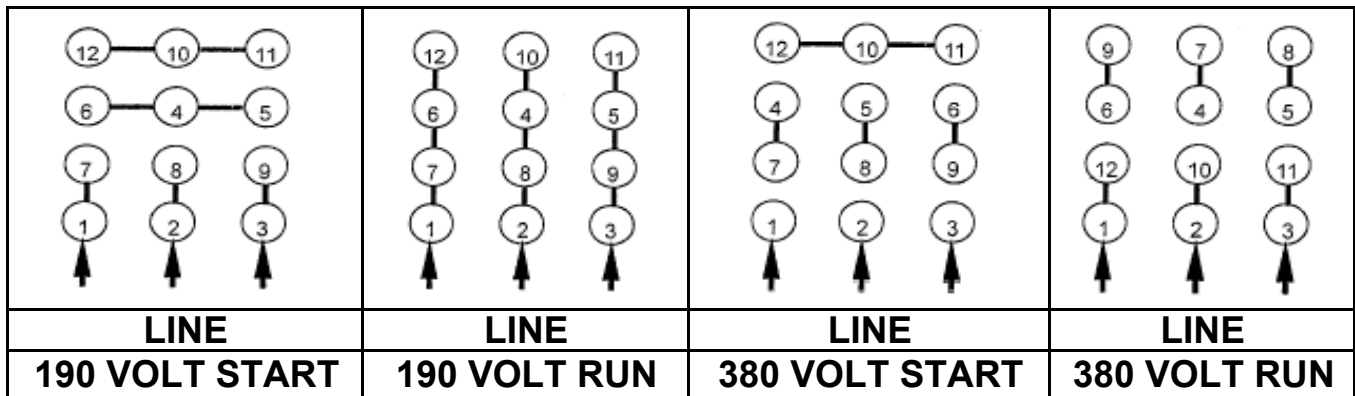 12 10 11
6 4 5
7 8 9
1 2 3
LINE
190 VOLT START
12 10 11
6 4 5
7 8 9
1 2 3
LINE
190 VOLT RUN
12 10 11
4 5 6
7 8 9
1 2 3
LINE
380 VOLT START
9 7 8
6 4 5
12 10 11
1 2 3
LINE
380 VOLT RUN